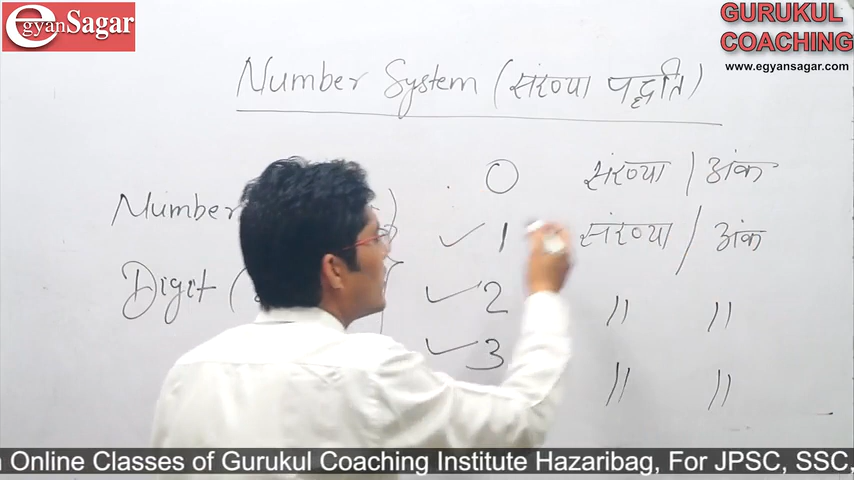 egyanSagar
GURUKUL
COACHING
www.egyansagar.com
Number System (संख्या पद्धति)
0 संख्या / अंक
Number
✓ 1 संख्या / अंक
Digit (
✓ 2 〃 〃
✓ 3 〃 〃
Online Classes of Gurukul Coaching Institute Hazaribag, For JPSC, SSC,